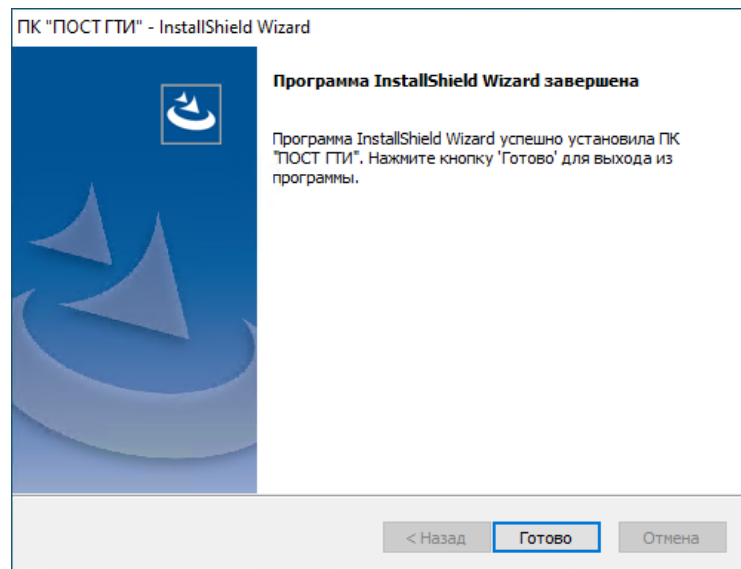 ПК "ПОСТ ГТИ" - InstallShield Wizard
Программа InstallShield Wizard завершена
Программа InstallShield Wizard успешно установила ПК
"ПОСТ ГТИ". Нажмите кнопку 'Готово' для выхода из
программы.
< Назад
Готово
Отмена